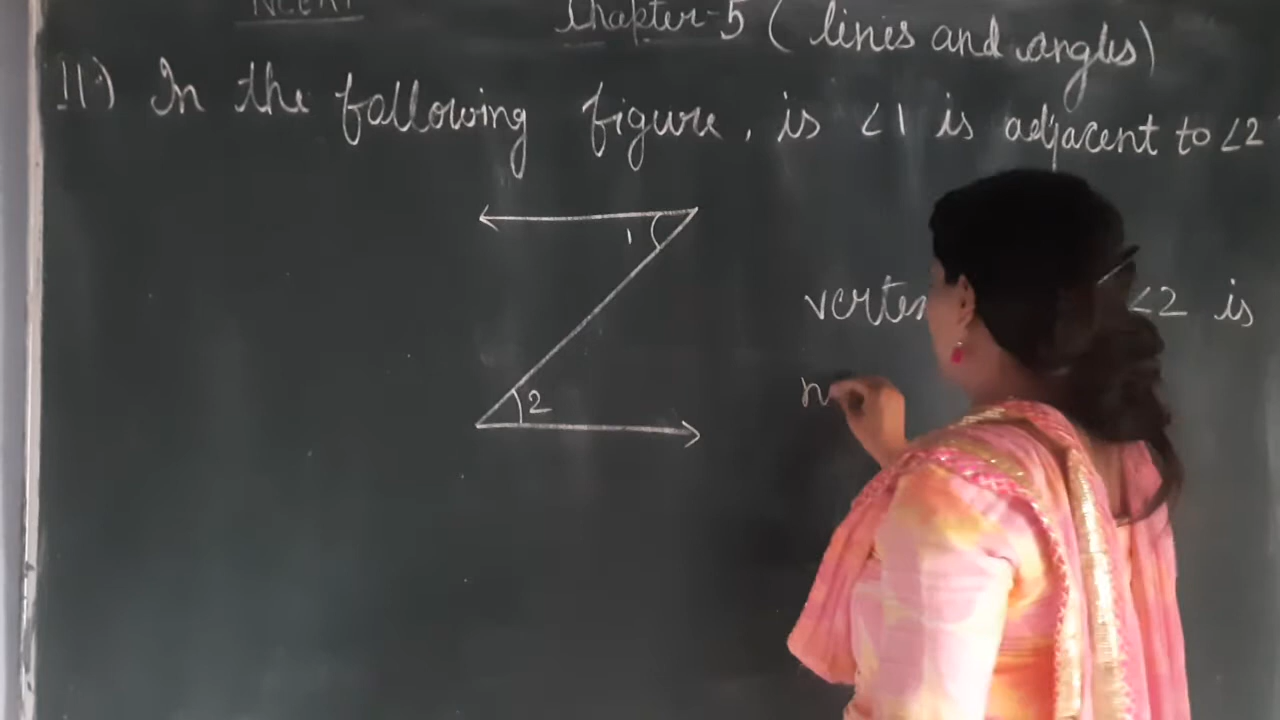 NCERT
Chapter-5 (lines and angles)
11) In the following figure, is ∠1 is adjacent to ∠2
1
vertex ∠2 is
n
2